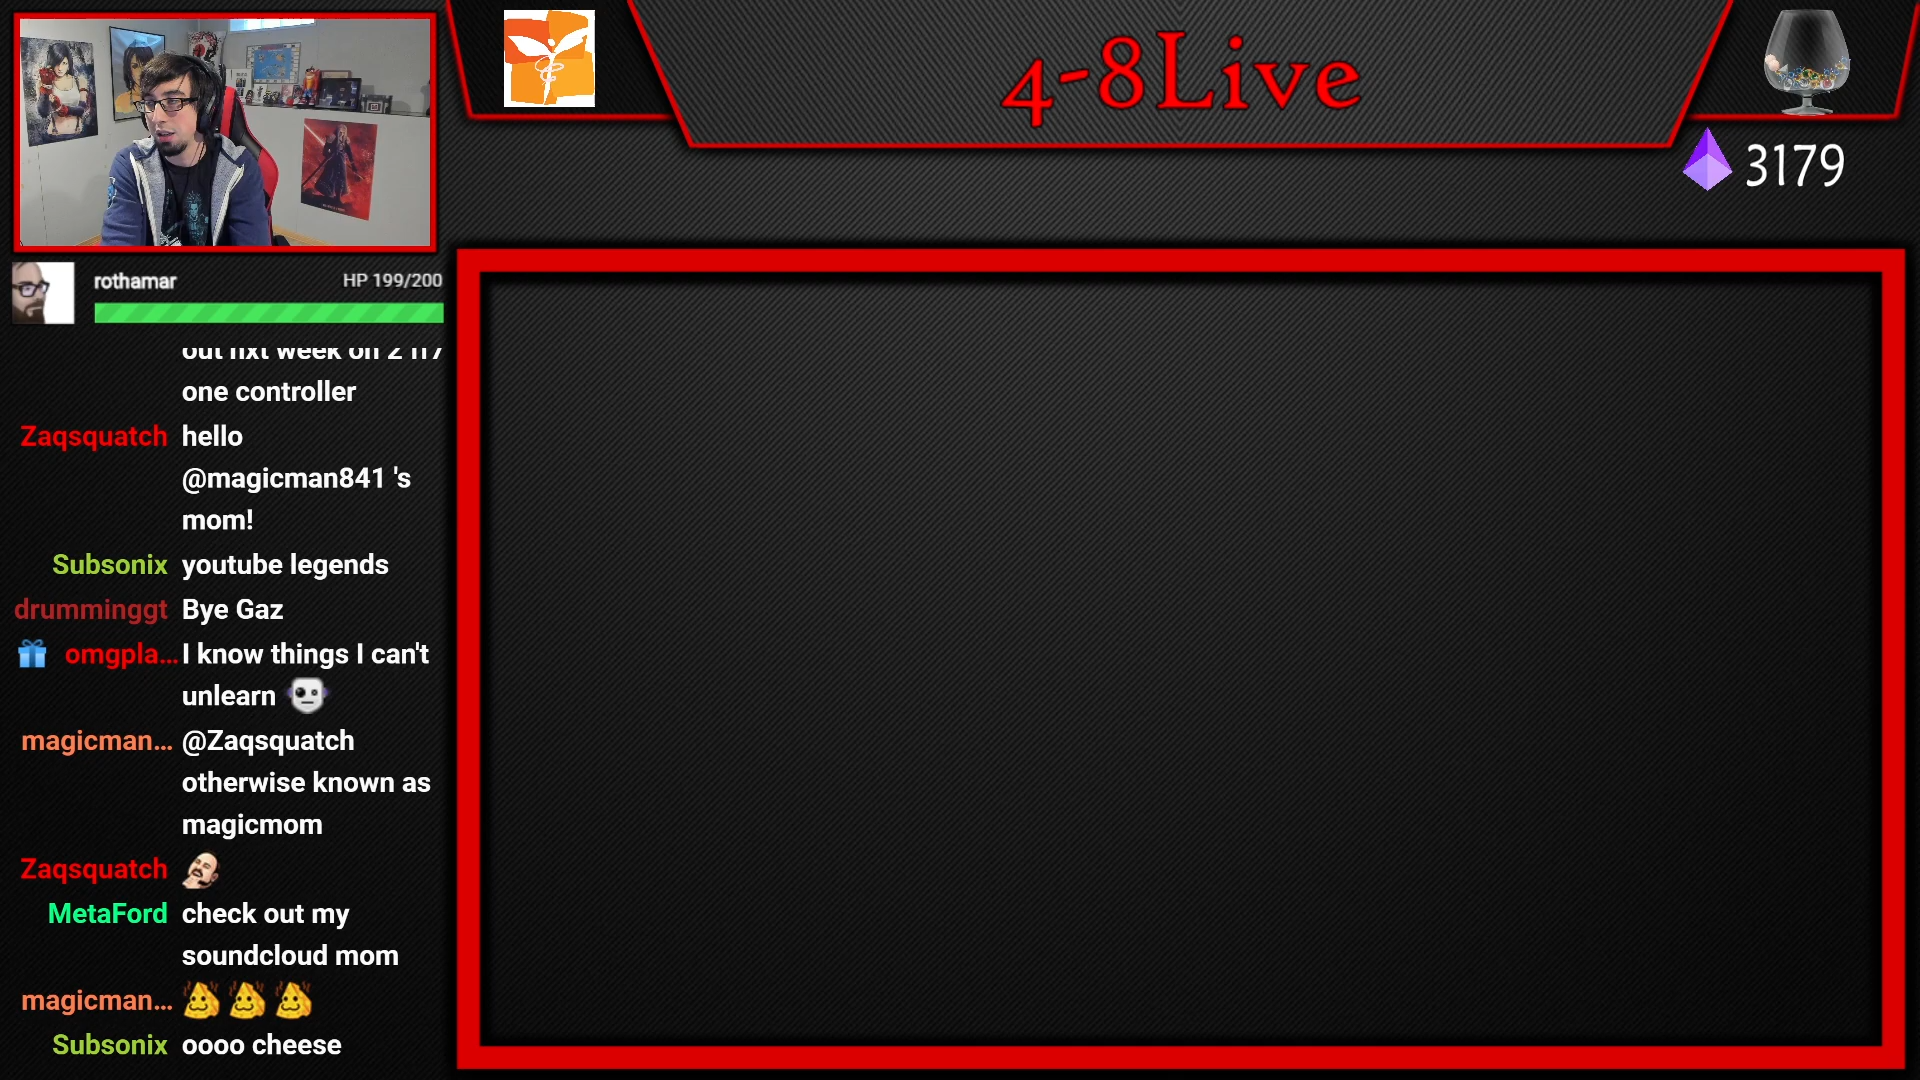 4-8Live
3179
rothamar HP 199/200
one controller
Zaqsquatch hello
@magicman841 's
mom!
Subsonix youtube legends
drumminggt Bye Gaz
omgpla... I know things I can't
unlearn
magicman... @Zaqsquatch
otherwise known as
magicmom
Zaqsquatch
MetaFord check out my
soundcloud mom
magicman...
Subsonix oooo cheese